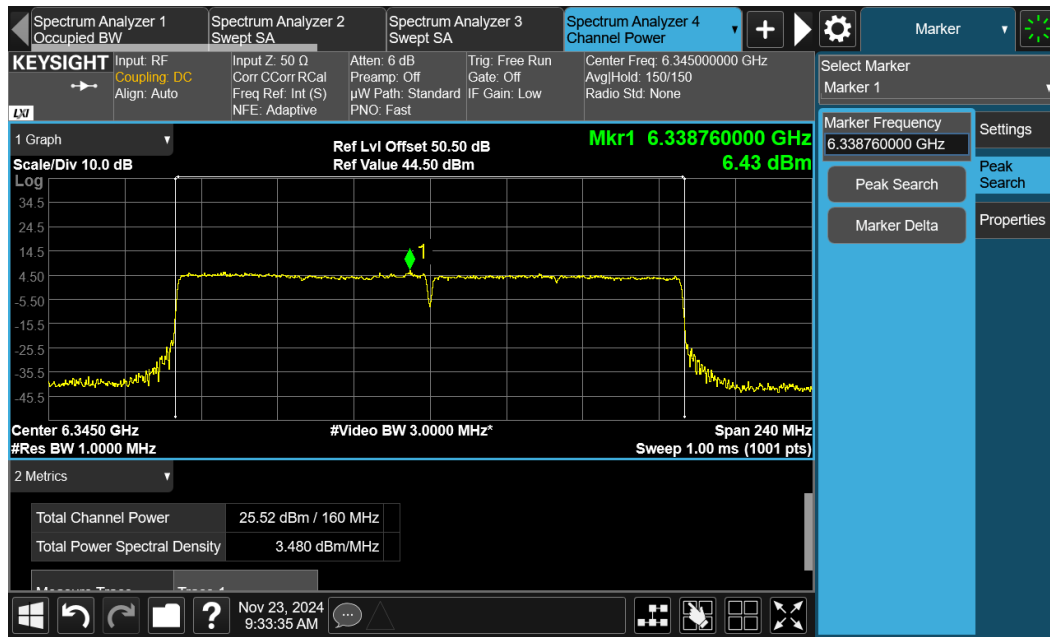 Spectrum Analyzer 1
Occupied BW
Spectrum Analyzer 2
Swept SA
Spectrum Analyzer 3
Swept SA
Spectrum Analyzer 4
Channel Power
Marker
KEYSIGHT
LXI
Input: RF
Coupling: DC
Align: Auto
Input Z: 50 Ω
Corr CCorr RCal
Freq Ref: Int (S)
NFE: Adaptive
Atten: 6 dB
Preamp: Off
µW Path: Standard
PNO: Fast
Trig: Free Run
Gate: Off
IF Gain: Low
Center Freq: 6.345000000 GHz
Avg|Hold: 150/150
Radio Std: None
Select Marker
Marker 1
1 Graph
Scale/Div 10.0 dB
Ref Lvl Offset 50.50 dB
Ref Value 44.50 dBm
Mkr1 6.338760000 GHz
6.43 dBm
Log
34.5
24.5
14.5
4.50
-5.50
-15.5
-25.5
-35.5
-45.5
1
Center 6.3450 GHz
#Res BW 1.0000 MHz
#Video BW 3.0000 MHz*
Span 240 MHz
Sweep 1.00 ms (1001 pts)
Marker Frequency
6.338760000 GHz
Peak Search
Marker Delta
Settings
Peak
Search
Properties
2 Metrics
Total Channel Power 25.52 dBm / 160 MHz
Total Power Spectral Density 3.480 dBm/MHz
?
Nov 23, 2024
9:33:35 AM